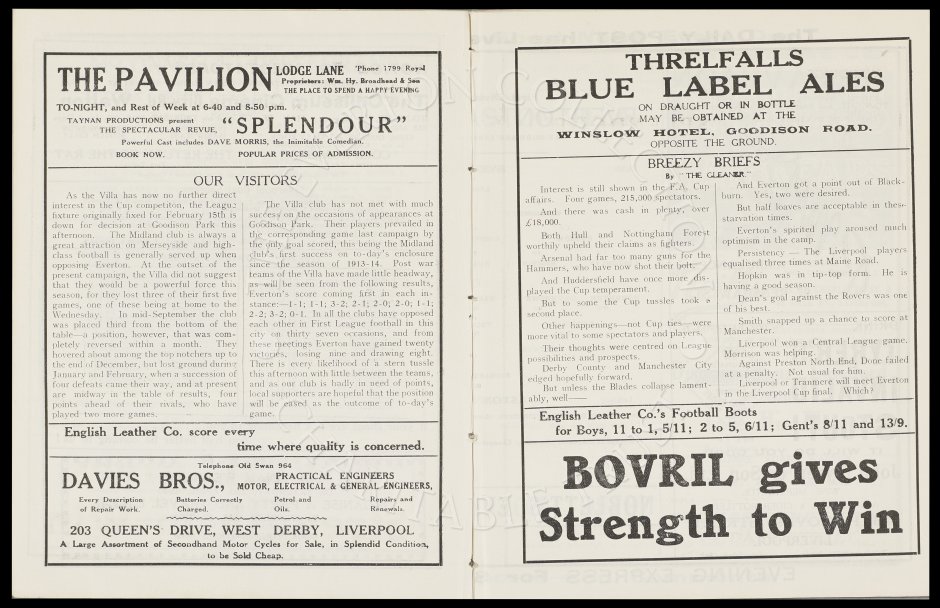 THE PAVILION LODGE LANE 'Phone 1799 Royal
Proprietors: Wm. Hy. Broadhead & Son
THE PLACE TO SPEND A HAPPY EVENING
TO-NIGHT, and Rest of Week at 6-40 and 8-50 p.m.
TAYNAN PRODUCTIONS present
THE SPECTACULAR REVUE, "SPLENDOUR"
Powerful Cast includes DAVE MORRIS, the Inimitable Comedian.
BOOK NOW. POPULAR PRICES OF ADMISSION.
OUR VISITORS
As the Villa has now no further direct
interest in the Cup competiton, the League
fixture originally fixed for February 15th is
down for decision at Goodison Park this
afternoon. The Midland club is always a
great attraction on Merseyside and high-
class football is generally served up when
opposing Everton. At the outset of the
present campaign, the Villa did not suggest
that they would be a powerful force this
season, for they lost three of their first five
games, one of these being at home to the
Wednesday. In mid-September the club
was placed third from the bottom of the
table—a position, however, that was com-
pletely reversed within a month. They
hovered about among the top notchers up to
the end of December, but lost ground during
January and February, when a succession of
four defeats came their way, and at present
are midway in the table of results, four
points ahead of their rivals, who have
played two more games.
The Villa club has not met with much
success on the occasions of appearances at
Goodison Park. Their players prevailed in
the corresponding game last campaign by
the only goal scored, this being the Midland
club's first success on to-day's enclosure
since the season of 1913-14. Post war
teams of the Villa have made little headway,
as will be seen from the following results,
Everton's score coming first in each in-
stance:—1-1; 1-1; 3-2; 2-1; 2-0; 2-0; 1-1;
2-2; 3-2; 0-1. In all the clubs have opposed
each other in First League football in this
city on thirty seven occasions, and from
these meetings Everton have gained twenty
victories, losing nine and drawing eight.
There is every likelihood of a stern tussle
this afternoon with little between the teams,
and as our club is badly in need of points,
local supporters are hopeful that the position
will be eased as the outcome of to-day's
game.
English Leather Co. score every
time where quality is concerned.
Telephone Old Swan 964
DAVIES BROS., PRACTICAL ENGINEERS
MOTOR, ELECTRICAL & GENERAL ENGINEERS,
Every Description Batteries Correctly Petrol and Repairs and
of Repair Work. Charged. Oils. Renewals.
203 QUEEN'S DRIVE, WEST DERBY, LIVERPOOL
A Large Assortment of Secondhand Motor Cycles for Sale, in Splendid Condition,
to be Sold Cheap.
THRELFALLS
BLUE LABEL ALES
ON DRAUGHT OR IN BOTTLE
MAY BE OBTAINED AT THE
WINSLOW HOTEL, GOODISON ROAD.
OPPOSITE THE GROUND.
BREEZY BRIEFS
By "THE GLEANER."
Interest is still shown in the F.A. Cup
affairs. Four games, 215,000 spectators.
And there was cash in plenty, over
£18,000.
Both Hull and Nottingham Forest
worthily upheld their claims as fighters.
Arsenal had far too many guns for the
Hammers, who have now shot their bolt.
And Huddersfield have once more dis-
played the Cup temperament.
But to some the Cup tussles took a
second place.
Other happenings—not Cup ties—were
more vital to some spectators and players.
Their thoughts were centred on League
possibilities and prospects.
Derby County and Manchester City
edged hopefully forward.
But unless the Blades collapse lament-
ably, well——
And Everton got a point out of Black-
burn. Yes, two were desired.
But half loaves are acceptable in thes-
starvation times.
Everton's spirited play aroused much
optimism in the camp.
Persistency — The Liverpool players
equalised three times at Maine Road.
Hopkin was in tip-top form. He is
having a good season.
Dean's goal against the Rovers was one
of his best.
Smith snapped up a chance to score at
Manchester.
Liverpool won a Central League game.
Morrison was helping.
Against Preston North End, Done failed
at a penalty. Not usual for him.
Liverpool or Tranmere will meet Everton
in the Liverpool Cup final. Which?
English Leather Co.'s Football Boots
for Boys, 11 to 1, 5/11; 2 to 5, 6/11; Gent's 8/11 and 13/9.
BOVRIL gives
Strength to Win